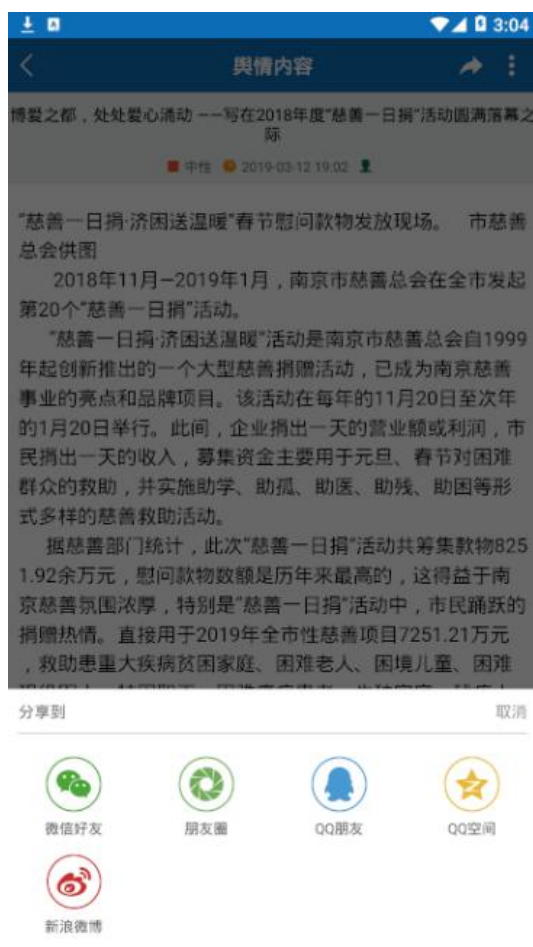 3:04
舆情内容
博爱之都，处处爱心涌动 ——写在2018年度“慈善一日捐”活动圆满落幕之
际
中性 2019-03-12 19:02
“慈善一日捐·济困送温暖”春节慰问款物发放现场。 市慈善
总会供图
2018年11月—2019年1月，南京市慈善总会在全市发起
第20个“慈善一日捐”活动。
“慈善一日捐·济困送温暖”活动是南京市慈善总会自1999
年起创新推出的一个大型慈善捐赠活动，已成为南京慈善
事业的亮点和品牌项目。该活动在每年的11月20日至次年
的1月20日举行。此间，企业捐出一天的营业额或利润，市
民捐出一天的收入，募集资金主要用于元旦、春节对困难
群众的救助，并实施助学、助孤、助医、助残、助困等形
式多样的慈善救助活动。
据慈善部门统计，此次“慈善一日捐”活动共筹集款物825
1.92余万元，慰问款物数额是历年来最高的，这得益于南
京慈善氛围浓厚，特别是“慈善一日捐”活动中，市民踊跃的
捐赠热情。直接用于2019年全市性慈善项目7251.21万元
，救助患重大疾病贫困家庭、困难老人、困境儿童、困难
分享到
取消
微信好友
朋友圈
QQ朋友
QQ空间
新浪微博